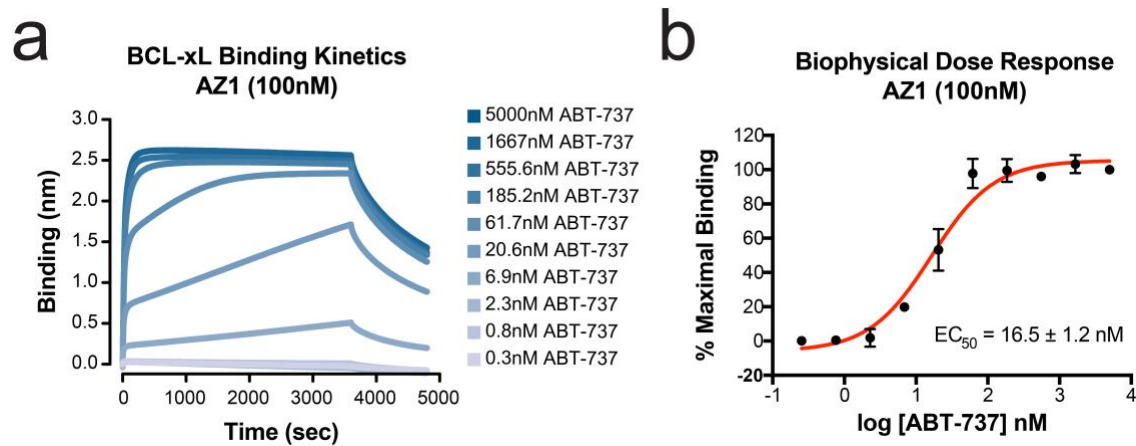 a
BCL-xL Binding Kinetics
AZ1 (100nM)
3.0
2.5
2.0
1.5
1.0
0.5
0.0
Binding (nm)
0 1000 2000 3000 4000 5000
Time (sec)
5000nM ABT-737
1667nM ABT-737
555.6nM ABT-737
185.2nM ABT-737
61.7nM ABT-737
20.6nM ABT-737
6.9nM ABT-737
2.3nM ABT-737
0.8nM ABT-737
0.3nM ABT-737
b
Biophysical Dose Response
AZ1 (100nM)
120
100
80
60
40
20
0
-20
% Maximal Binding
EC50 = 16.5 ± 1.2 nM
-1 0 1 2 3 4
log [ABT-737] nM